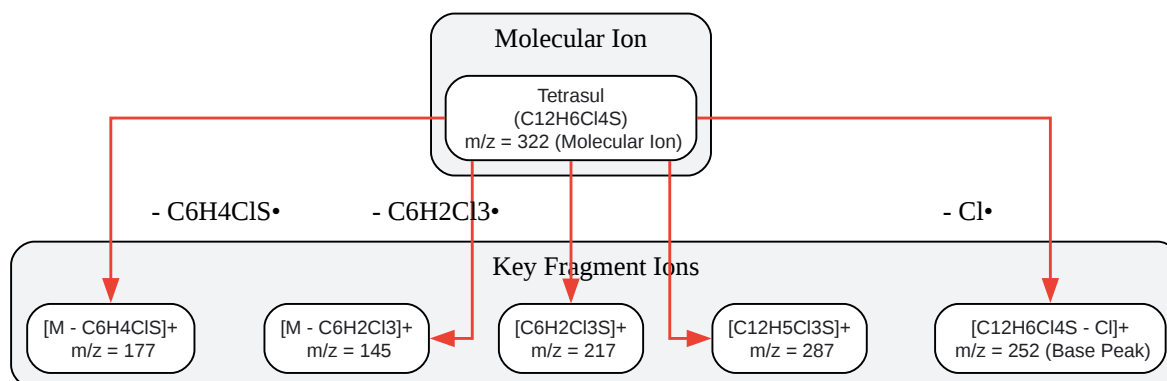 Molecular Ion
Tetrasul
(C12H6Cl4S)
m/z = 322 (Molecular Ion)
- C6H4ClS•
- C6H2Cl3•
- Cl•
Key Fragment Ions
[M - C6H4ClS]+
m/z = 177
[M - C6H2Cl3]+
m/z = 145
[C6H2Cl3S]+
m/z = 217
[C12H5Cl3S]+
m/z = 287
[C12H6Cl4S - Cl]+
m/z = 252 (Base Peak)